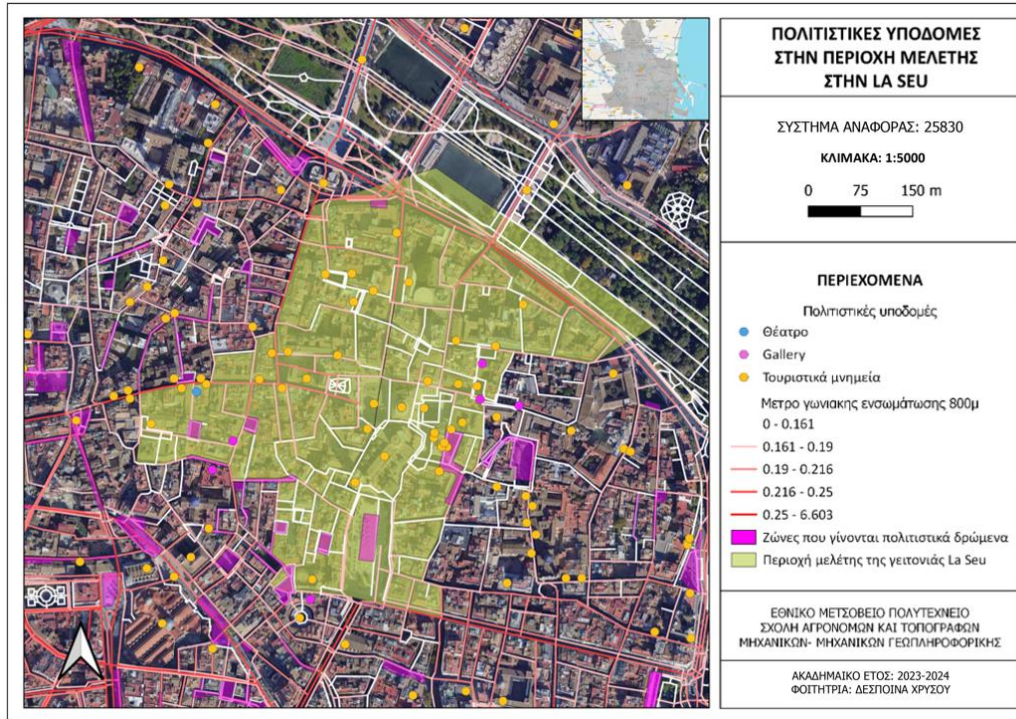 ΠΟΛΙΤΙΣΤΙΚΕΣ ΥΠΟΔΟΜΕΣ
ΣΤΗΝ ΠΕΡΙΟΧΗ ΜΕΛΕΤΗΣ
ΣΤΗΝ LA SEU
ΣΥΣΤΗΜΑ ΑΝΑΦΟΡΑΣ: 25830
ΚΛΙΜΑΚΑ: 1:5000
0 75 150 m
ΠΕΡΙΕΧΟΜΕΝΑ
Πολιτιστικές υποδομές
Θέατρο
Gallery
Τουριστικά μνημεία
Μετρο γωνιακης ενσωμάτωσης 800μ
0 - 0.161
0.161 - 0.19
0.19 - 0.216
0.216 - 0.25
0.25 - 6.603
Ζώνες που γίνονται πολιτιστικά δρώμενα
Περιοχή μελέτης της γειτονιάς La Seu
ΕΘΝΙΚΟ ΜΕΤΣΟΒΕΙΟ ΠΟΛΥΤΕΧΝΕΙΟ
ΣΧΟΛΗ ΑΓΡΟΝΟΜΩΝ ΚΑΙ ΤΟΠΟΓΡΑΦΩΝ
ΜΗΧΑΝΙΚΩΝ- ΜΗΧΑΝΙΚΩΝ ΓΕΩΠΛΗΡΟΦΟΡΙΚΗΣ
ΑΚΑΔΗΜΑΙΚΟ ΕΤΟΣ: 2023-2024
ΦΟΙΤΗΤΡΙΑ: ΔΕΣΠΟΙΝΑ ΧΡΥΣΟΥ